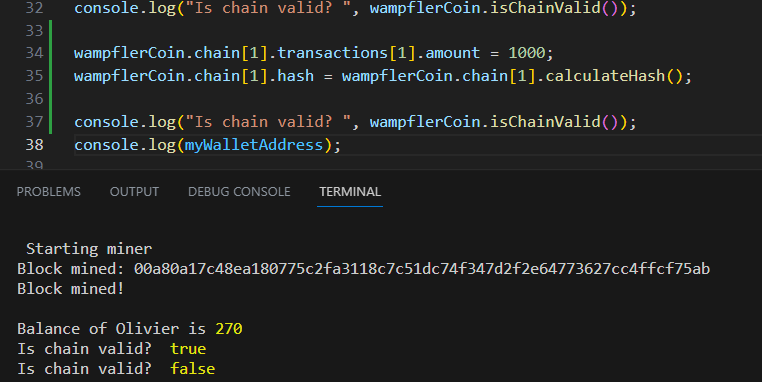 32 console.log("Is chain valid? ", wampflerCoin.isChainValid());
33
34 wampflerCoin.chain[1].transactions[1].amount = 1000;
35 wampflerCoin.chain[1].hash = wampflerCoin.chain[1].calculateHash();
36
37 console.log("Is chain valid? ", wampflerCoin.isChainValid());
38 console.log(myWalletAddress);
39
PROBLEMS OUTPUT DEBUG CONSOLE TERMINAL
Starting miner
Block mined: 00a80a17c48ea180775c2fa3118c7c51dc74f347d2f2e64773627cc4ffcf75ab
Block mined!
Balance of Olivier is 270
Is chain valid? true
Is chain valid? false